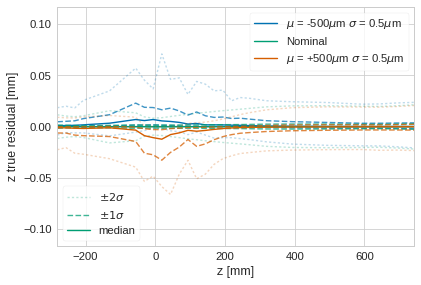 0.10
0.05
0.00
−0.05
−0.10
z true residual [mm]
μ = -500μm σ = 0.5μm
Nominal
μ = +500μm σ = 0.5μm
±2σ
±1σ
median
−200 0 200 400 600
z [mm]